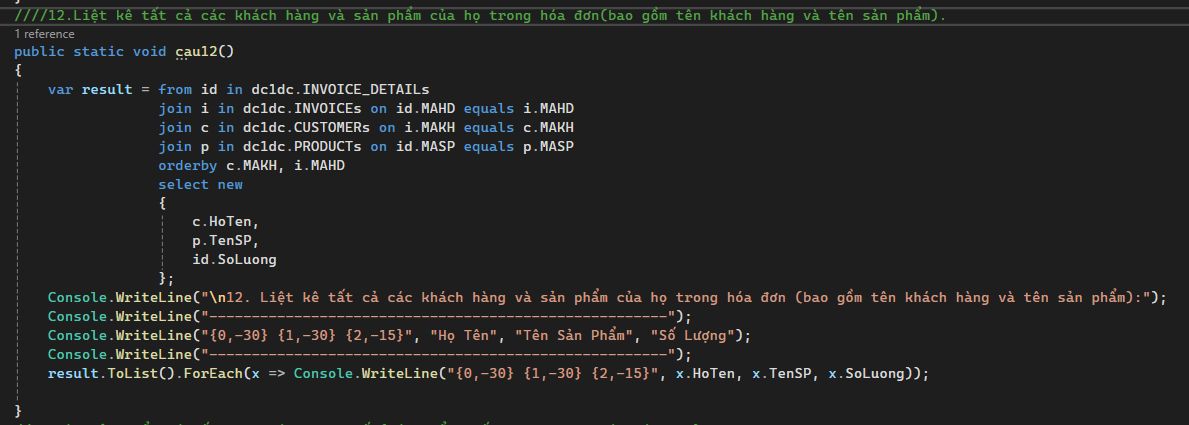 ////12.Liệt kê tất cả các khách hàng và sản phẩm của họ trong hóa đơn(bao gồm tên khách hàng và tên sản phẩm).
1 reference
public static void cau12()
{
var result = from id in dc1dc.INVOICE_DETAILs
join i in dc1dc.INVOICEs on id.MAHD equals i.MAHD
join c in dc1dc.CUSTOMERs on i.MAKH equals c.MAKH
join p in dc1dc.PRODUCTs on id.MASP equals p.MASP
orderby c.MAKH, i.MAHD
select new
{
c.HoTen,
p.TenSP,
id.SoLuong
};
Console.WriteLine("\n12. Liệt kê tất cả các khách hàng và sản phẩm của họ trong hóa đơn (bao gồm tên khách hàng và tên sản phẩm):");
Console.WriteLine("------------------------------------------------------");
Console.WriteLine("{0,-30} {1,-30} {2,-15}", "Họ Tên", "Tên Sản Phẩm", "Số Lượng");
Console.WriteLine("------------------------------------------------------");
result.ToList().ForEach(x => Console.WriteLine("{0,-30} {1,-30} {2,-15}", x.HoTen, x.TenSP, x.SoLuong));
}